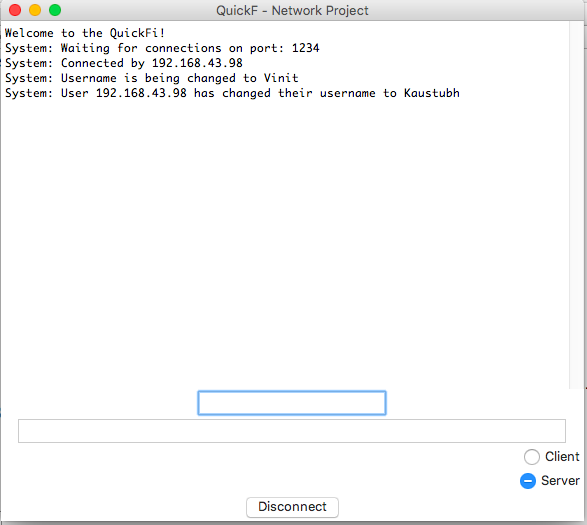 QuickF - Network Project
Welcome to the QuickFi!
System: Waiting for connections on port: 1234
System: Connected by 192.168.43.98
System: Username is being changed to Vinit
System: User 192.168.43.98 has changed their username to Kaustubh
Client
Server
Disconnect